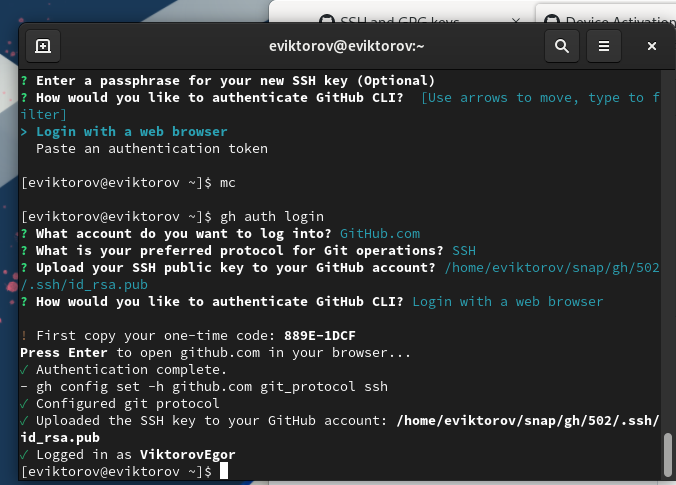 SSH and GPG keys
Device Activation
eviktorov@eviktorov:~
? Enter a passphrase for your new SSH key (Optional)
? How would you like to authenticate GitHub CLI?  [Use arrows to move, type to f
ilter]
> Login with a web browser
  Paste an authentication token
[eviktorov@eviktorov ~]$ mc
[eviktorov@eviktorov ~]$ gh auth login
? What account do you want to log into? GitHub.com
? What is your preferred protocol for Git operations? SSH
? Upload your SSH public key to your GitHub account? /home/eviktorov/snap/gh/502
/.ssh/id_rsa.pub
? How would you like to authenticate GitHub CLI? Login with a web browser
! First copy your one-time code: 889E-1DCF
Press Enter to open github.com in your browser...
✓ Authentication complete.
- gh config set -h github.com git_protocol ssh
✓ Configured git protocol
✓ Uploaded the SSH key to your GitHub account: /home/eviktorov/snap/gh/502/.ssh/
id_rsa.pub
✓ Logged in as ViktorovEgor
[eviktorov@eviktorov ~]$